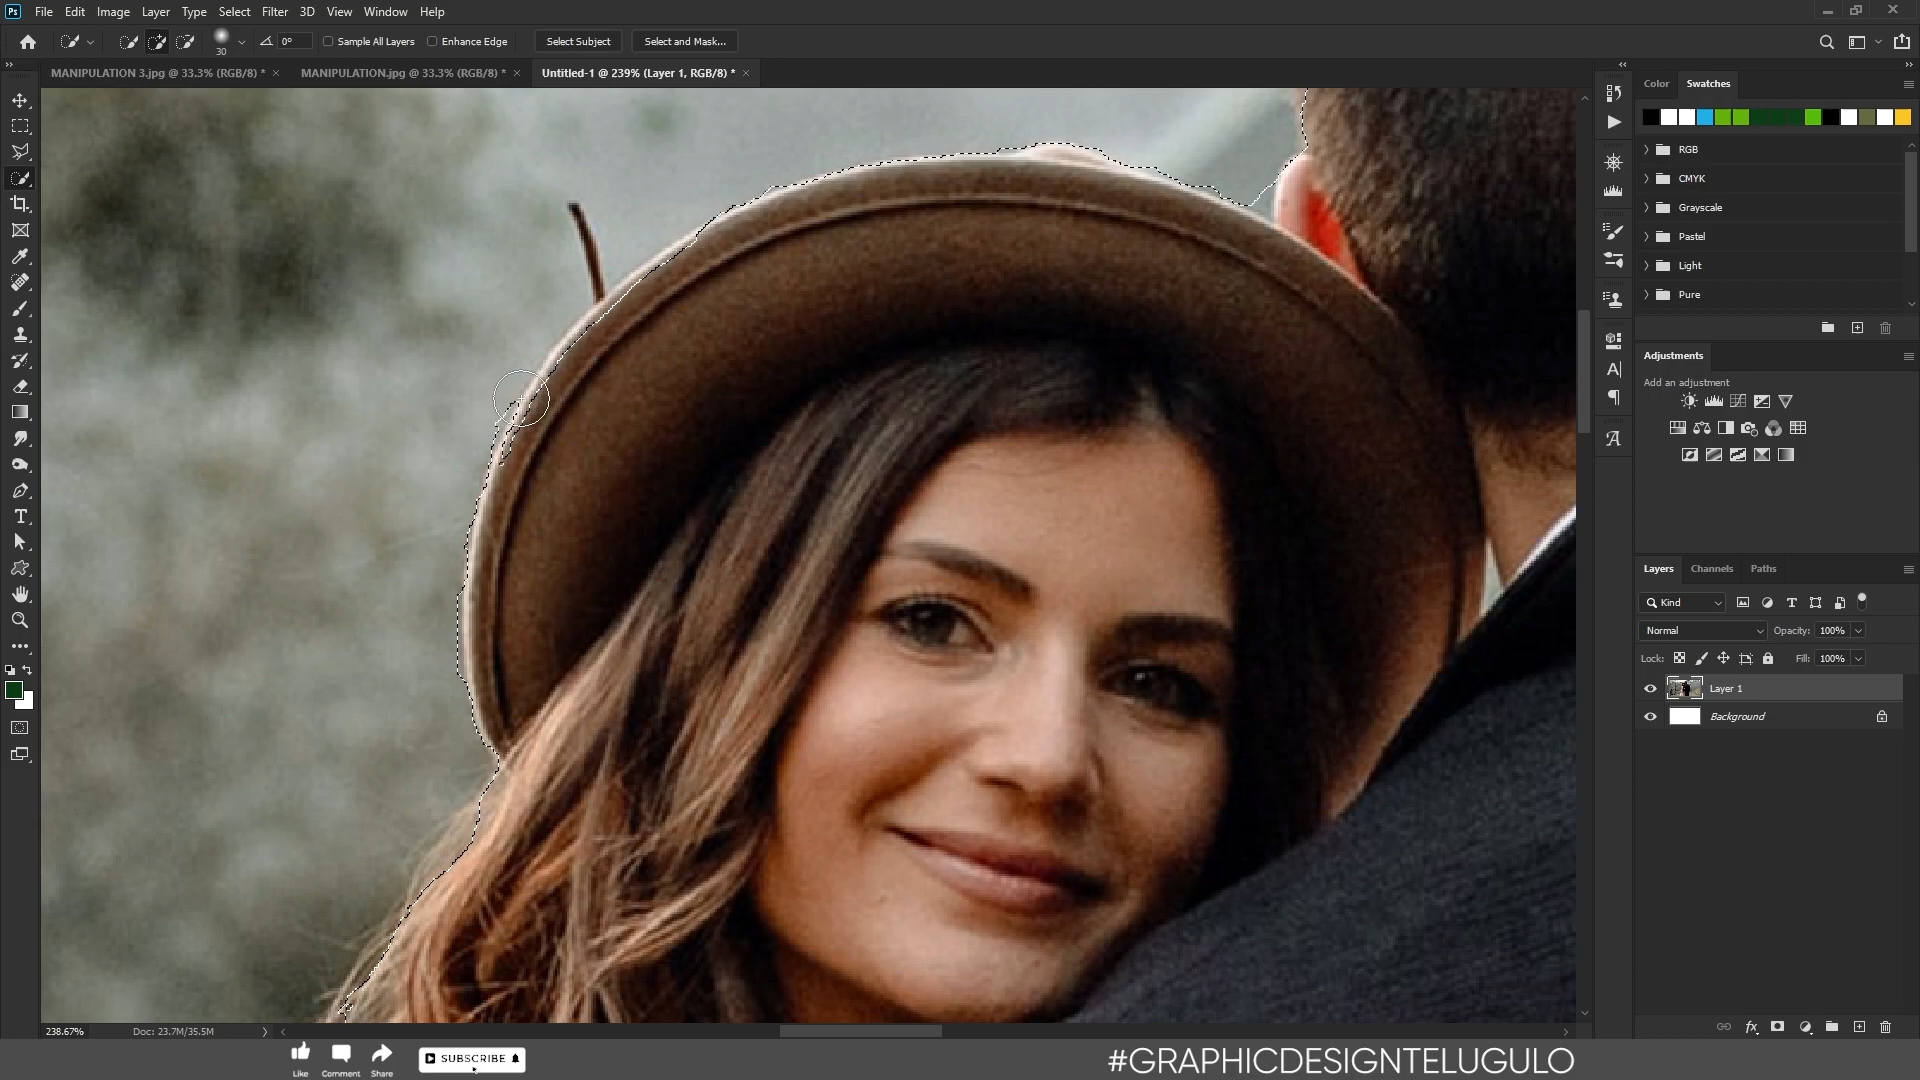 Ps File Edit Image Layer Type Select Filter 3D View Window Help
30 0° Sample All Layers Enhance Edge Select Subject Select and Mask...
MANIPULATION 3.jpg @ 33.3% (RGB/8) * × MANIPULATION.jpg @ 33.3% (RGB/8) * × Untitled-1 @ 239% (Layer 1, RGB/8) * ×
Color Swatches
RGB
CMYK
Grayscale
Pastel
Light
Pure
Adjustments
Add an adjustment
Layers Channels Paths
Kind
Normal Opacity: 100%
Lock: Fill: 100%
Layer 1
Background
238.67% Doc: 23.7M/35.5M
Like Comment Share SUBSCRIBE
#GRAPHICDESIGNTELUGULO